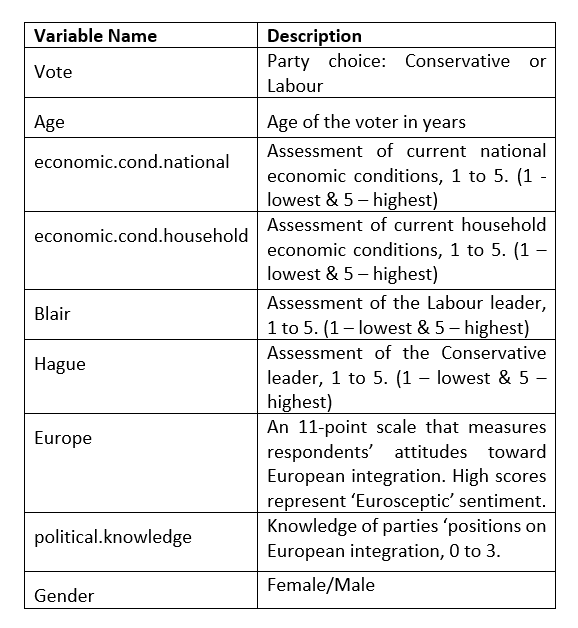 Variable Name
Description
Vote
Party choice: Conservative or
Labour
Age
Age of the voter in years
economic.cond.national
Assessment of current national
economic conditions, 1 to 5. (1 -
lowest & 5 – highest)
economic.cond.household
Assessment of current household
economic conditions, 1 to 5. (1 –
lowest & 5 – highest)
Blair
Assessment of the Labour leader,
1 to 5. (1 – lowest & 5 – highest)
Hague
Assessment of the Conservative
leader, 1 to 5. (1 – lowest & 5 –
highest)
Europe
An 11-point scale that measures
respondents’ attitudes toward
European integration. High scores
represent ‘Eurosceptic’ sentiment.
political.knowledge
Knowledge of parties ‘positions on
European integration, 0 to 3.
Gender
Female/Male